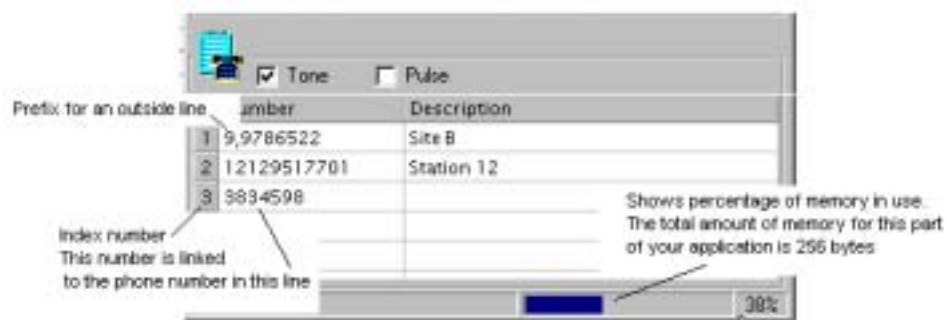 Tone Pulse
Prefix for an outside line umber Description
1 9,9786522 Site B
2 12129517701 Station 12
3 3834598
Shows percentage of memory in use.
The total amount of memory for this part
of your application is 256 bytes
Index number
This number is linked
to the phone number in this line
38%